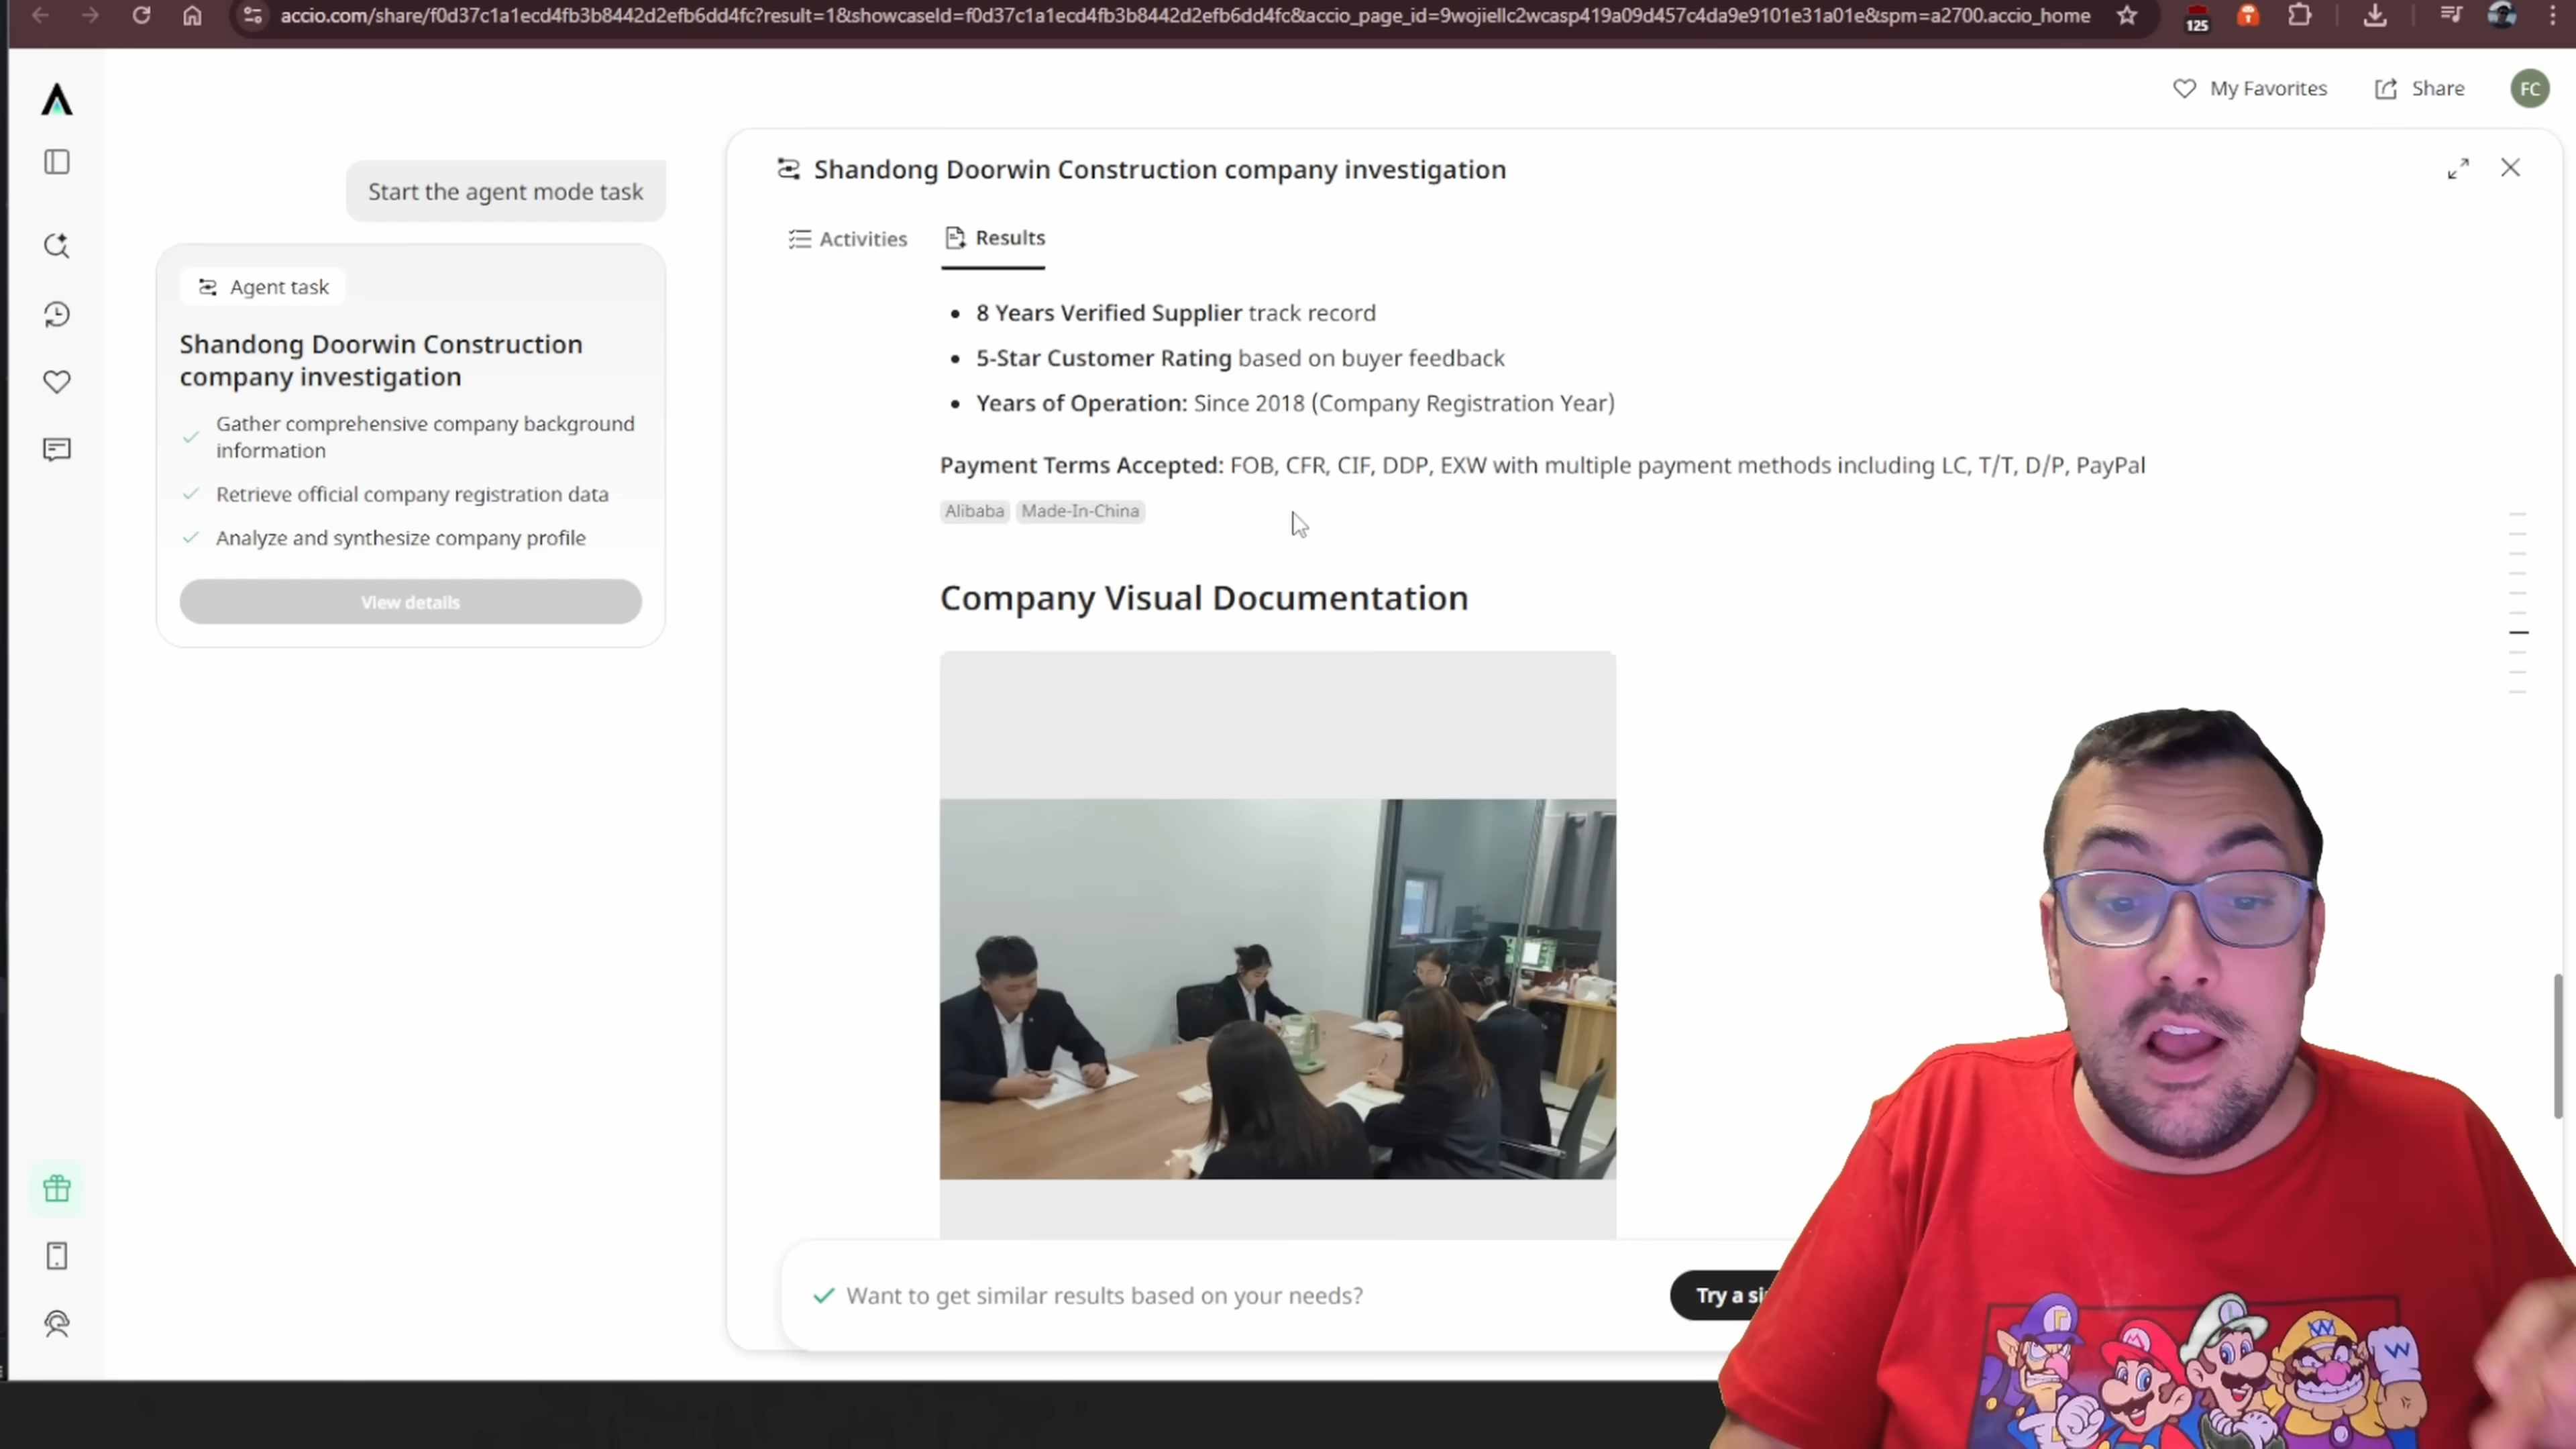 accio.com/share/f0d37c1a1ecd4fb3b8442d2efb6dd4fc?result=1&showcaseId=f0d37c1a1ecd4fb3b8442d2efb6dd4fc&accio_page_id=9wojiellc2wcasp419a09d457c4da9e9101e31a01e&spm=a2700.accio_home
125
My Favorites
Share
FC
Start the agent mode task
Agent task
Shandong Doorwin Construction
company investigation
Gather comprehensive company background
information
Retrieve official company registration data
Analyze and synthesize company profile
View details
Shandong Doorwin Construction company investigation
Activities
Results
• 8 Years Verified Supplier track record
• 5-Star Customer Rating based on buyer feedback
• Years of Operation: Since 2018 (Company Registration Year)
Payment Terms Accepted: FOB, CFR, CIF, DDP, EXW with multiple payment methods including LC, T/T, D/P, PayPal
Alibaba Made-In-China
Company Visual Documentation
Want to get similar results based on your needs?
Try a si
M
L
W
W